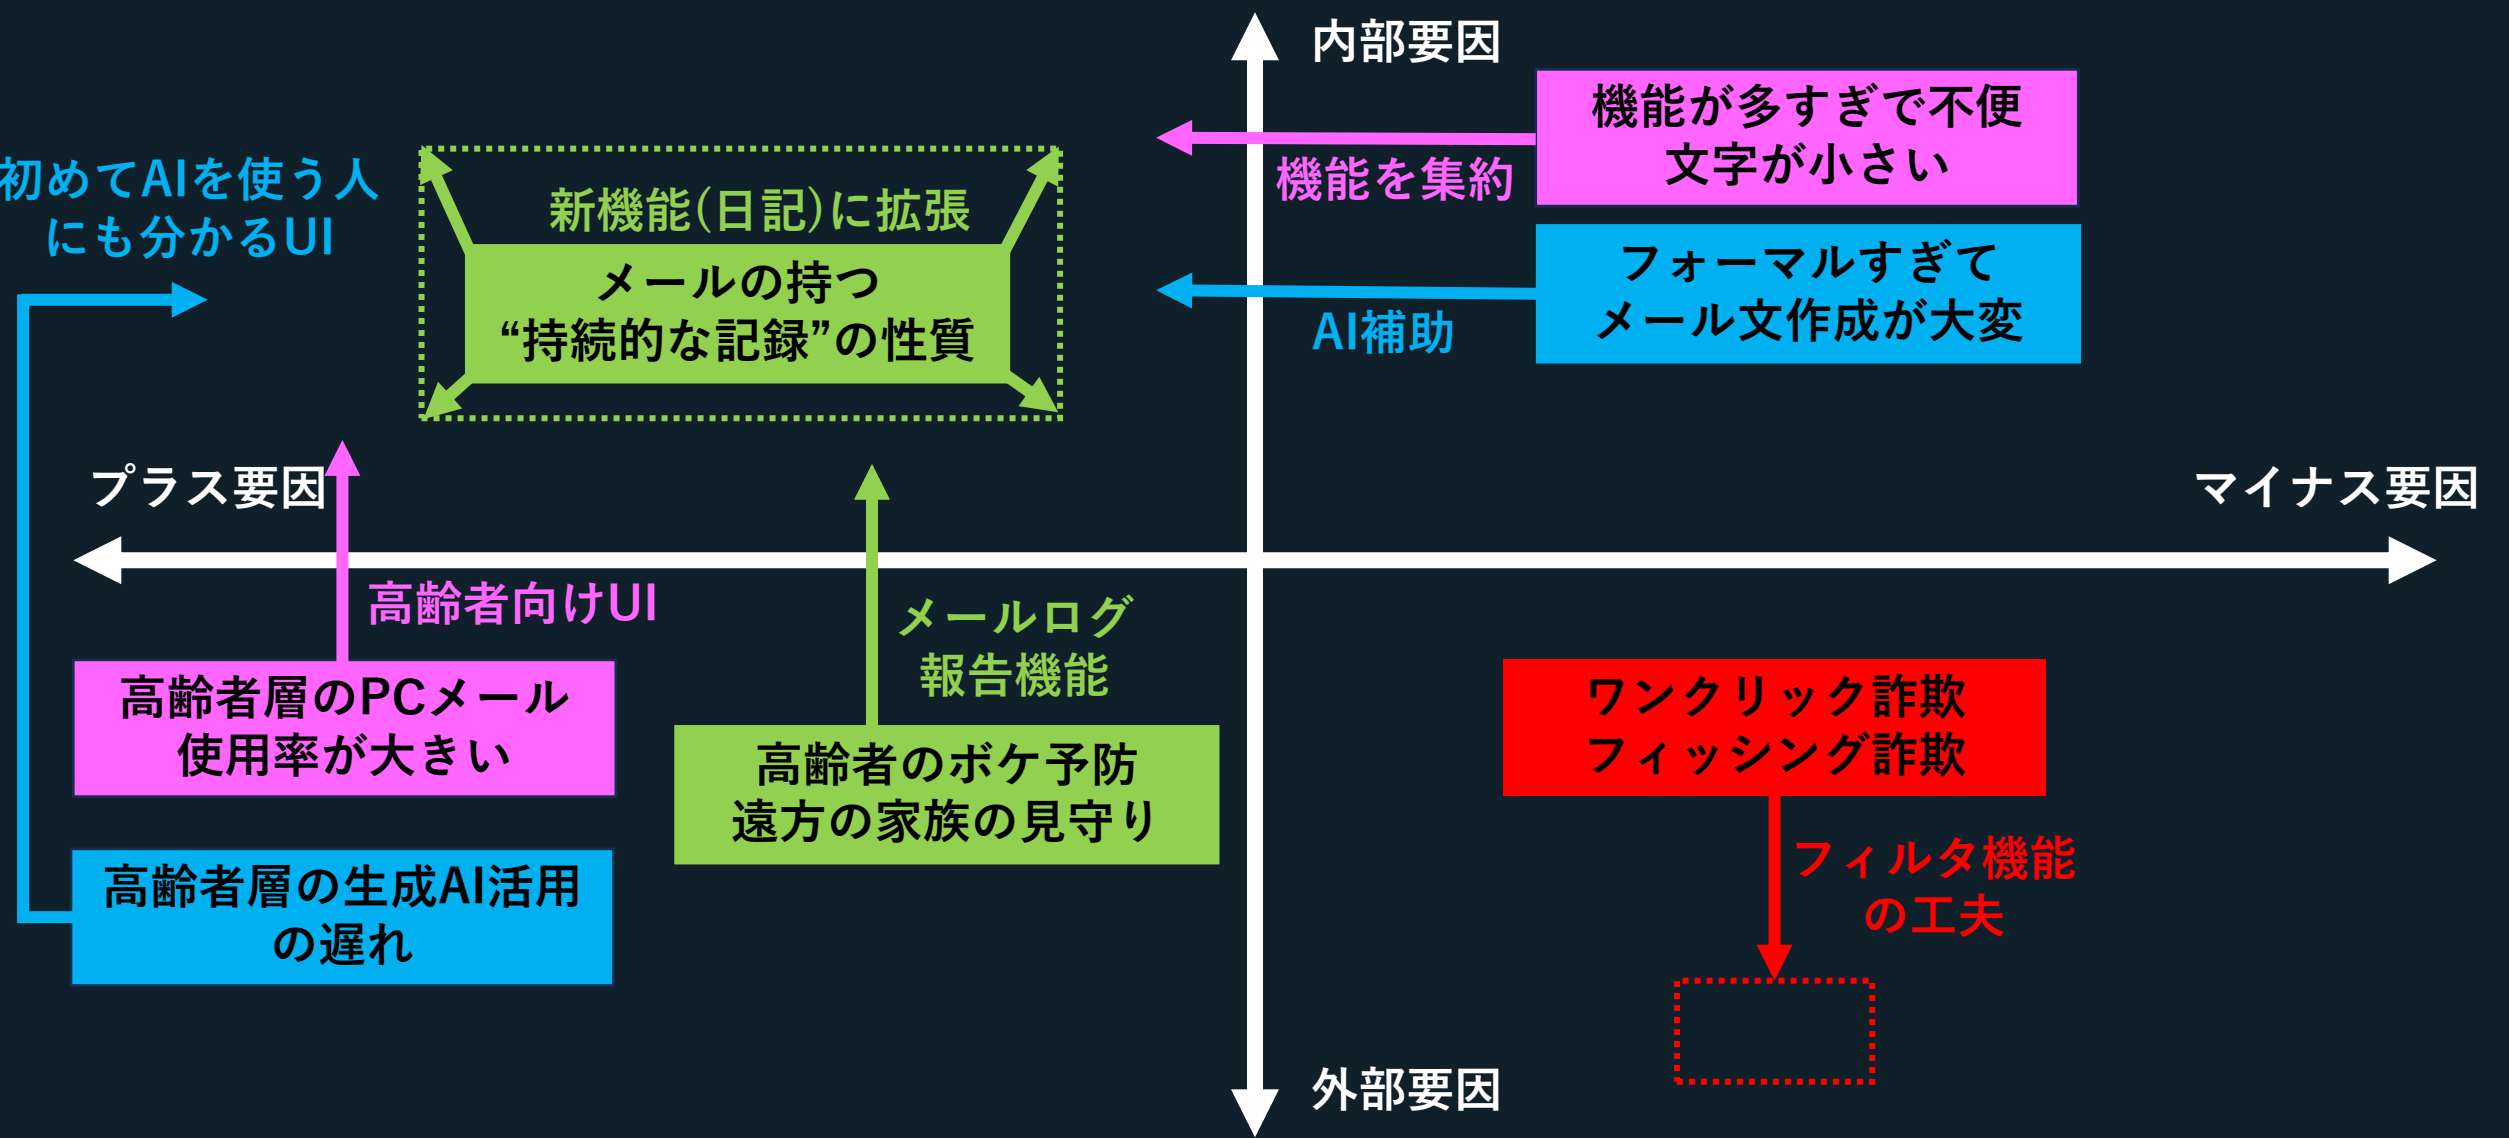 内部要因
機能が多すぎで不便
文字が小さい
機能を集約
初めてAIを使う人
にも分かるUI
新機能(日記)に拡張
メールの持つ
“持続的な記録”の性質
フォーマルすぎて
メール文作成が大変
AI補助
プラス要因
マイナス要因
高齢者向けUI
メールログ
報告機能
高齢者層のPCメール
使用率が大きい
高齢者のボケ予防
遠方の家族の見守り
ワンクリック詐欺
フィッシング詐欺
フィルタ機能
の工夫
高齢者層の生成AI活用
の遅れ
外部要因